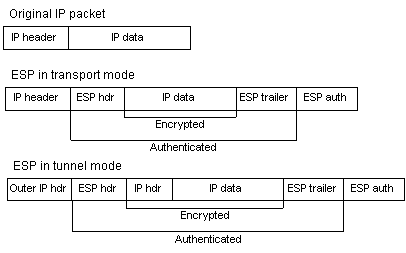 Original IP packet
IP header IP data
ESP in transport mode
IP header ESP hdr IP data ESP trailer ESP auth
Encrypted
Authenticated
ESP in tunnel mode
Outer IP hdr ESP hdr IP hdr IP data ESP trailer ESP auth
Encrypted
Authenticated